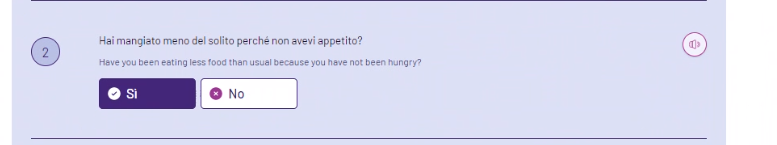 2
Hai mangiato meno del solito perché non avevi appetito?
Have you been eating less food than usual because you have not been hungry?
Sì
No